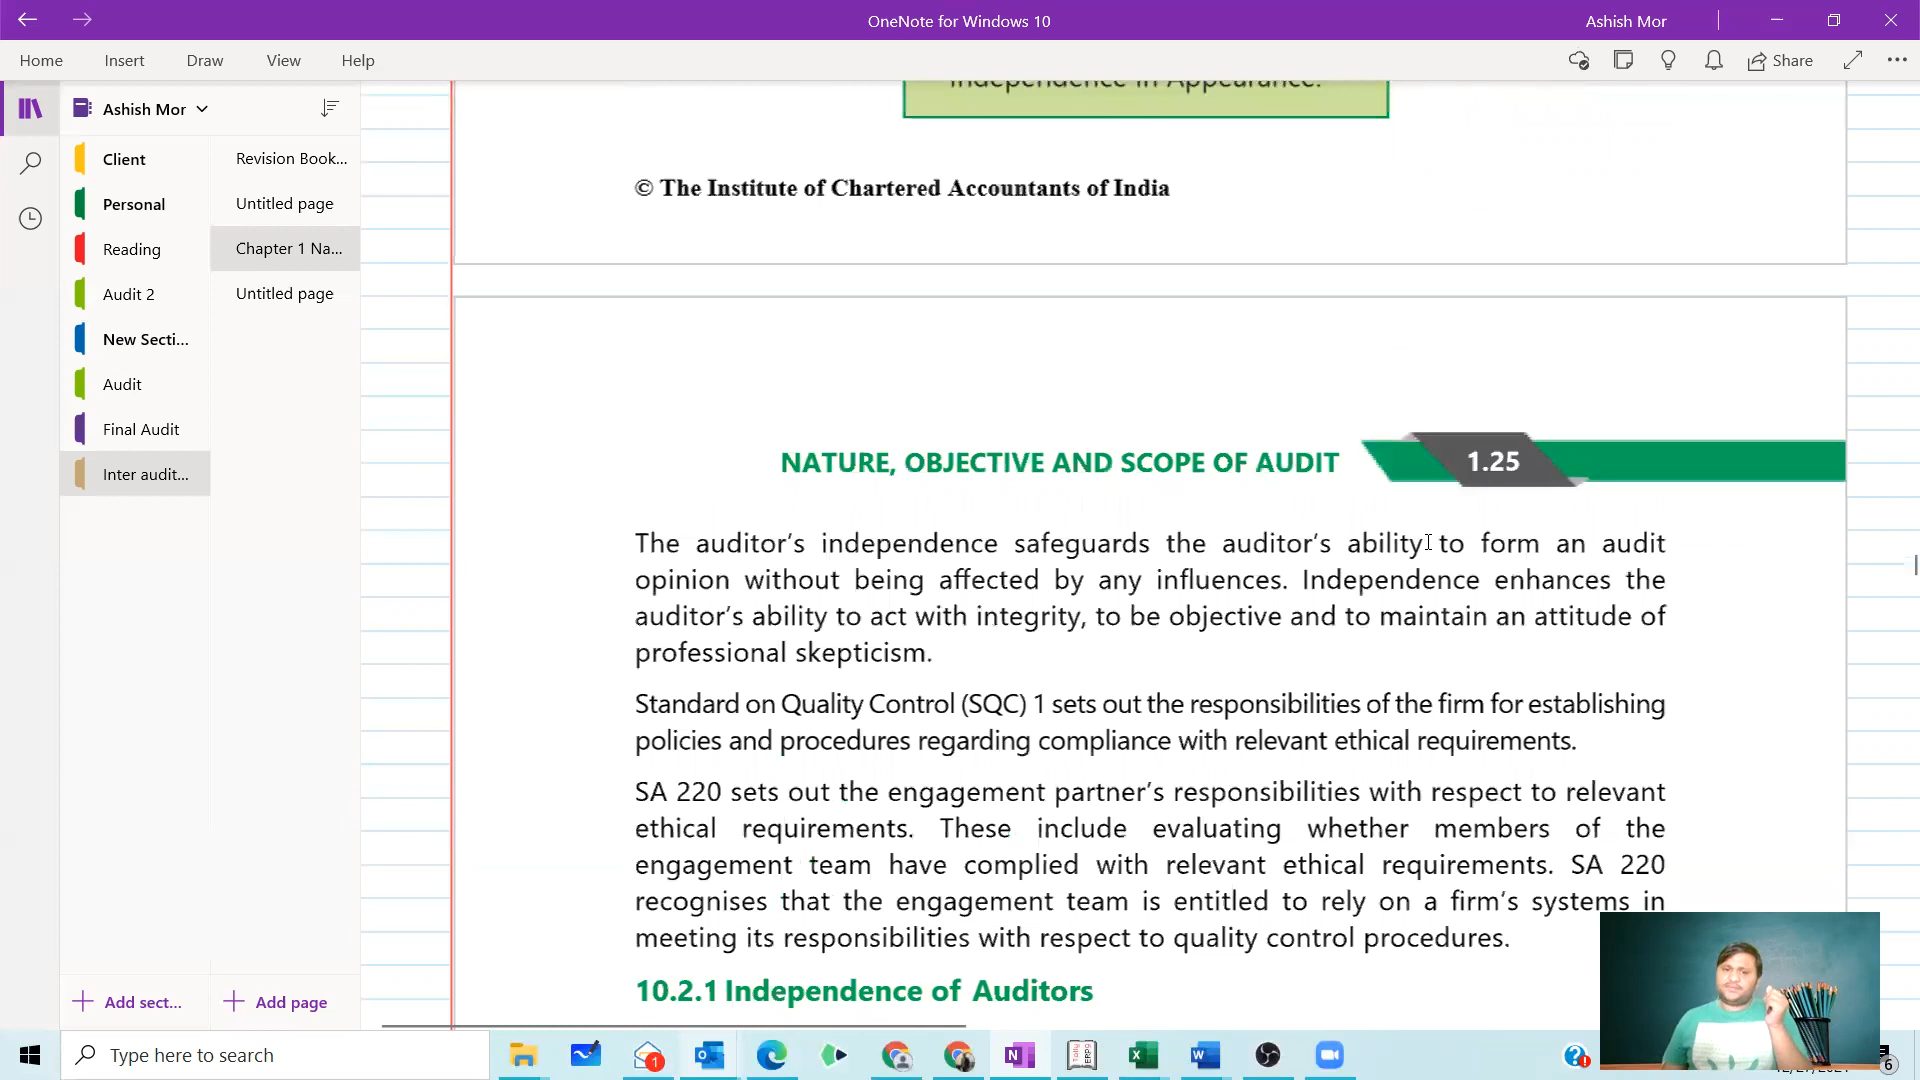 OneNote for Windows 10
Ashish Mor
Home Insert Draw View Help
Share
Ashish Mor
Client
Personal
Reading
Audit 2
New Secti...
Audit
Final Audit
Inter audit...
Add sect...
Revision Book...
Untitled page
Chapter 1 Na...
Untitled page
Add page
Independence in Appearance.
© The Institute of Chartered Accountants of India
NATURE, OBJECTIVE AND SCOPE OF AUDIT 1.25
The auditor’s independence safeguards the auditor’s ability to form an audit
opinion without being affected by any influences. Independence enhances the
auditor’s ability to act with integrity, to be objective and to maintain an attitude of
professional skepticism.
Standard on Quality Control (SQC) 1 sets out the responsibilities of the firm for establishing
policies and procedures regarding compliance with relevant ethical requirements.
SA 220 sets out the engagement partner’s responsibilities with respect to relevant
ethical requirements. These include evaluating whether members of the
engagement team have complied with relevant ethical requirements. SA 220
recognises that the engagement team is entitled to rely on a firm’s systems in
meeting its responsibilities with respect to quality control procedures.
10.2.1 Independence of Auditors
Type here to search
1
6